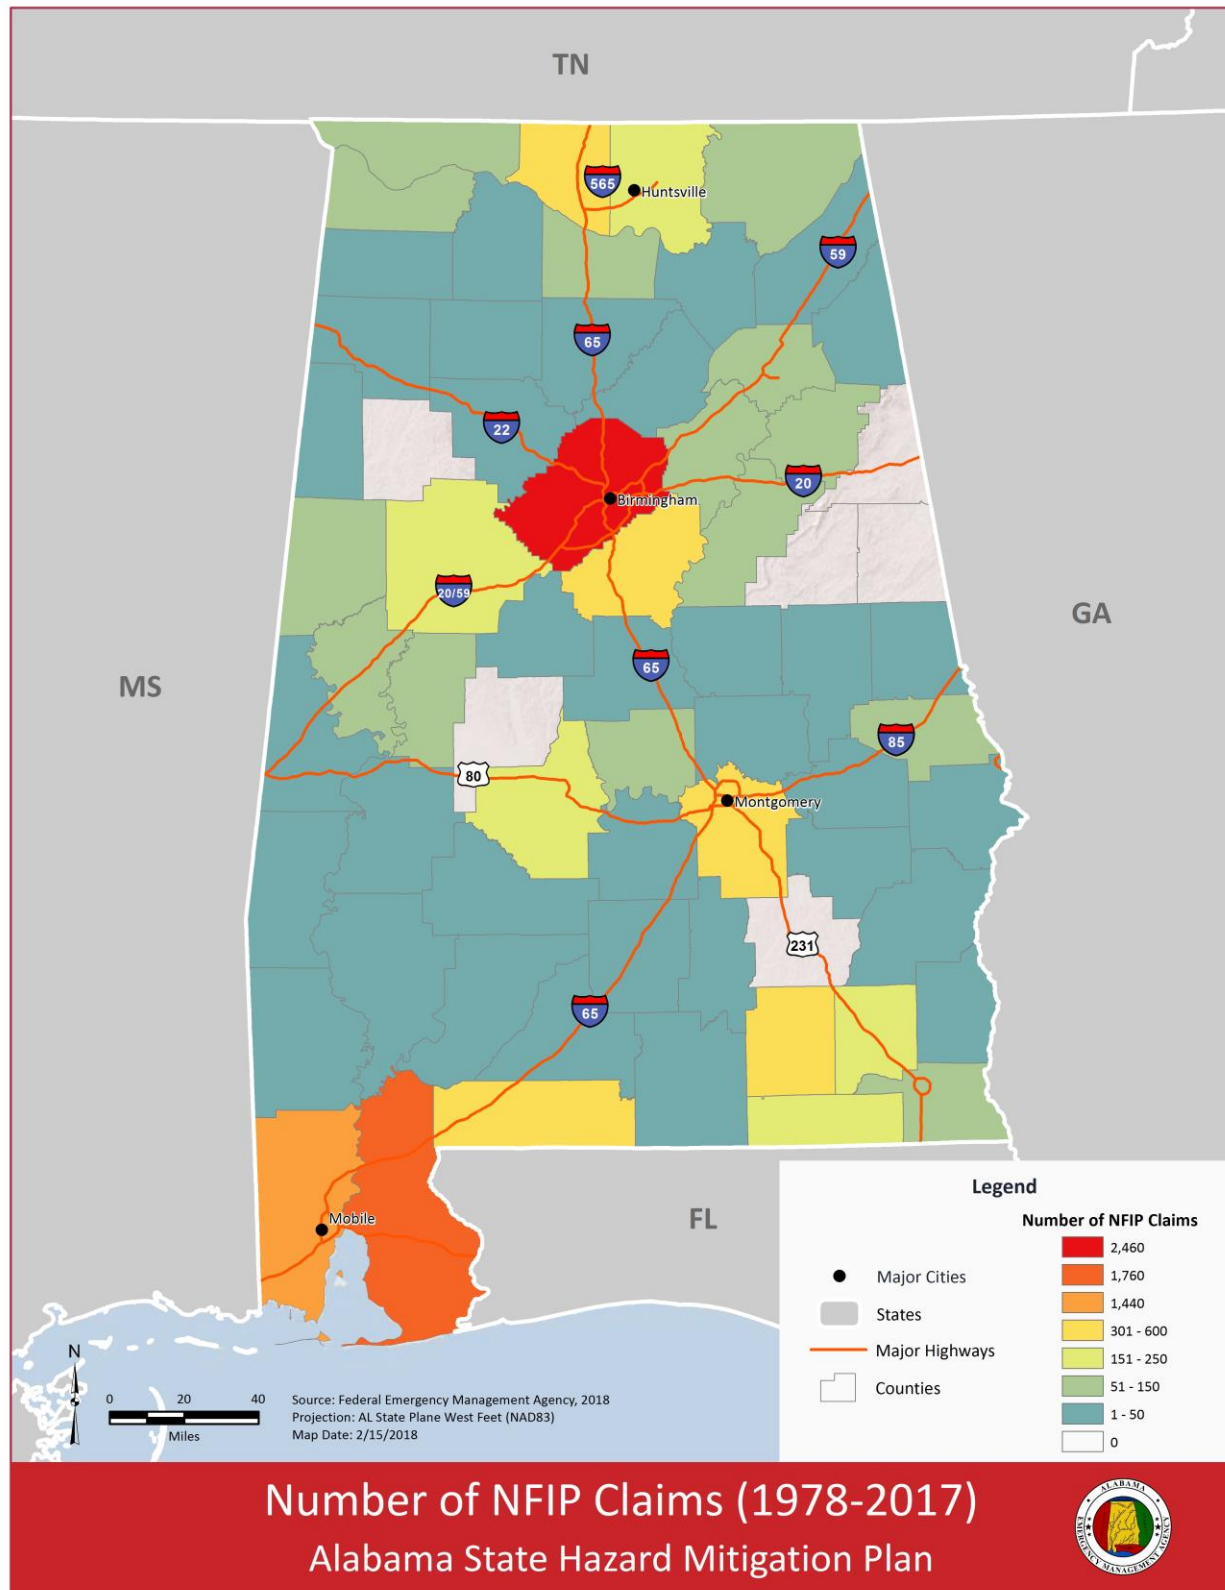 TN
565
Huntsville
59
65
22
20
Birmingham
20/59
GA
65
MS
85
80
Montgomery
231
65
Legend
FL
Number of NFIP Claims
Mobile
2,460
Major Cities
1,760
States
1,440
Major Highways
301 - 600
Counties
151 - 250
51 - 150
1 - 50
0
N
0 20 40
Miles
Source: Federal Emergency Management Agency, 2018
Projection: AL State Plane West Feet (NAD83)
Map Date: 2/15/2018
Number of NFIP Claims (1978-2017)
Alabama State Hazard Mitigation Plan
ALABAMA
EMERGENCY MANAGEMENT AGENCY